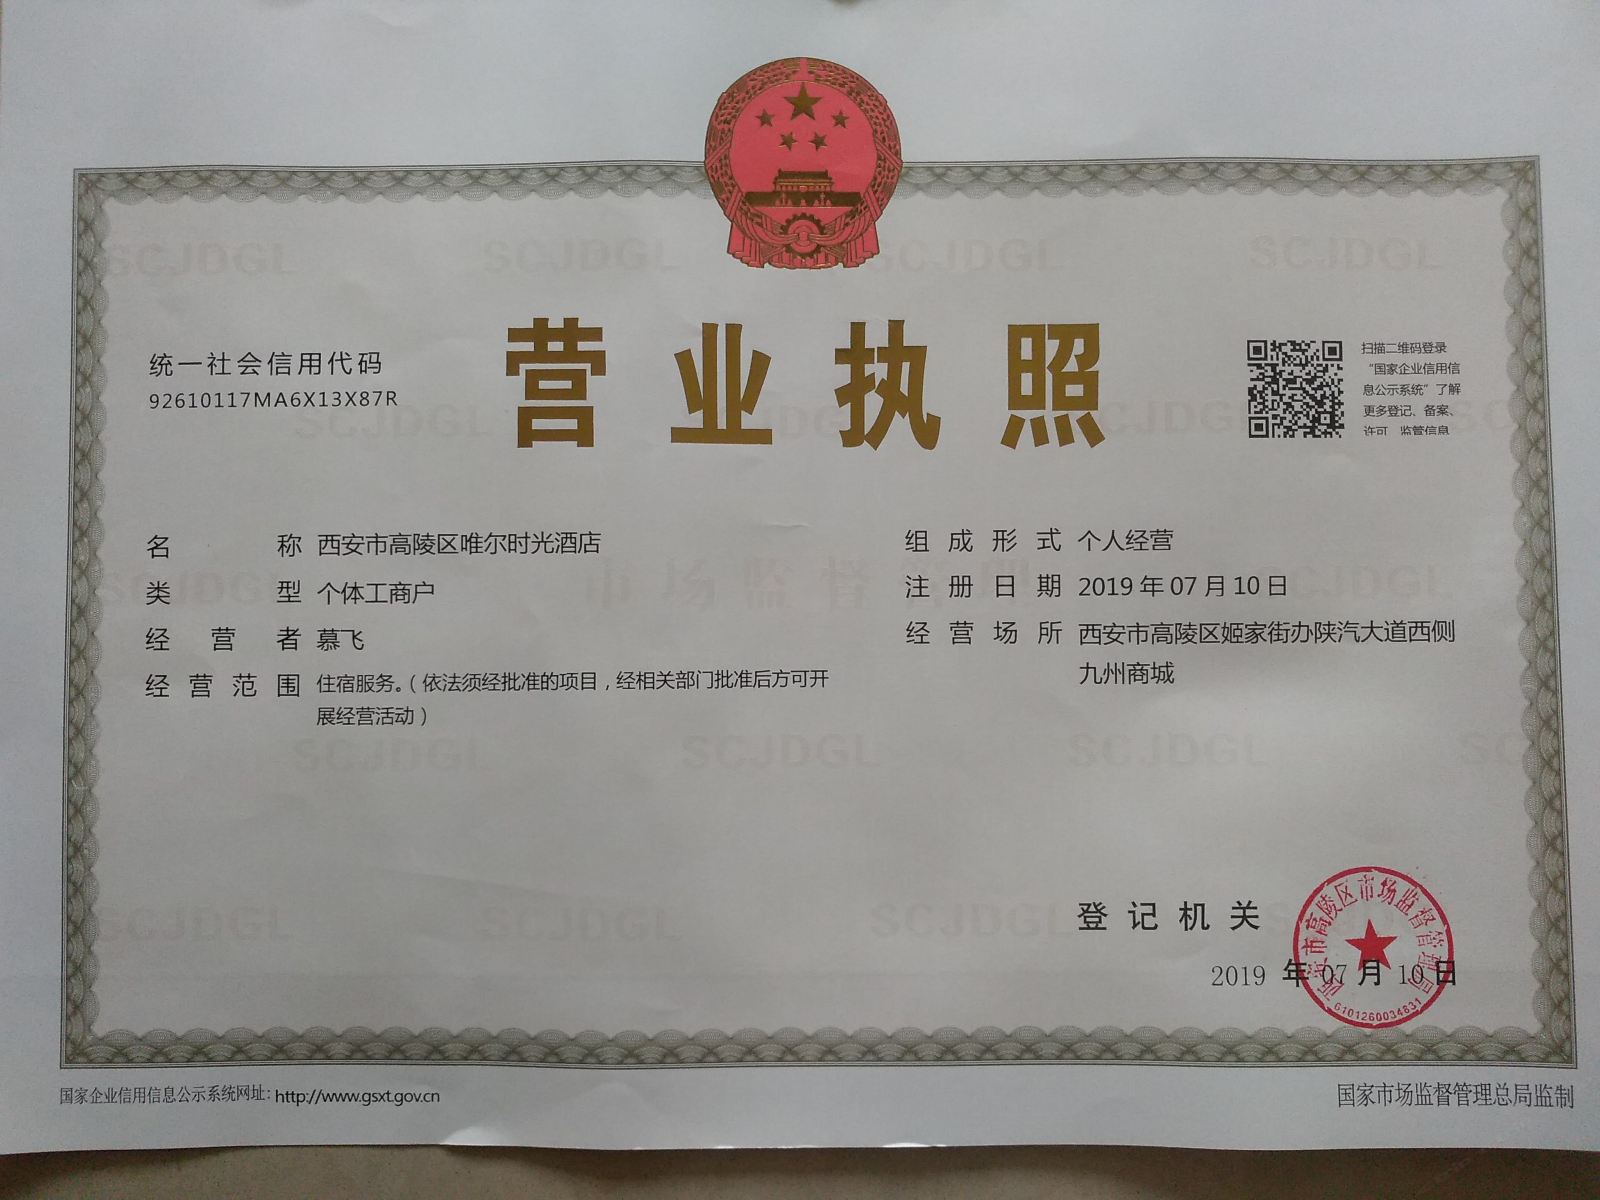 营业执照
统一社会信用代码
92610117MA6X13X87R
扫描二维码登录
“国家企业信用信
息公示系统”了解
更多登记、备案、
许可、监管信息
名称 西安市高陵区唯尔时光酒店
类型 个体工商户
经营者 慕飞
经营范围 住宿服务。(依法须经批准的项目,经相关部门批准后方可开
展经营活动)
组成形式 个人经营
注册日期 2019年07月10日
经营场所 西安市高陵区姬家街办陕汽大道西侧
九州商城
SCJDGL
市场监督管理
登记机关
西安市高陵区市场监督管理局
2019 年 07 月 10 日
6101260034831
国家企业信用信息公示系统网址:http://www.gsxt.gov.cn
国家市场监督管理总局监制